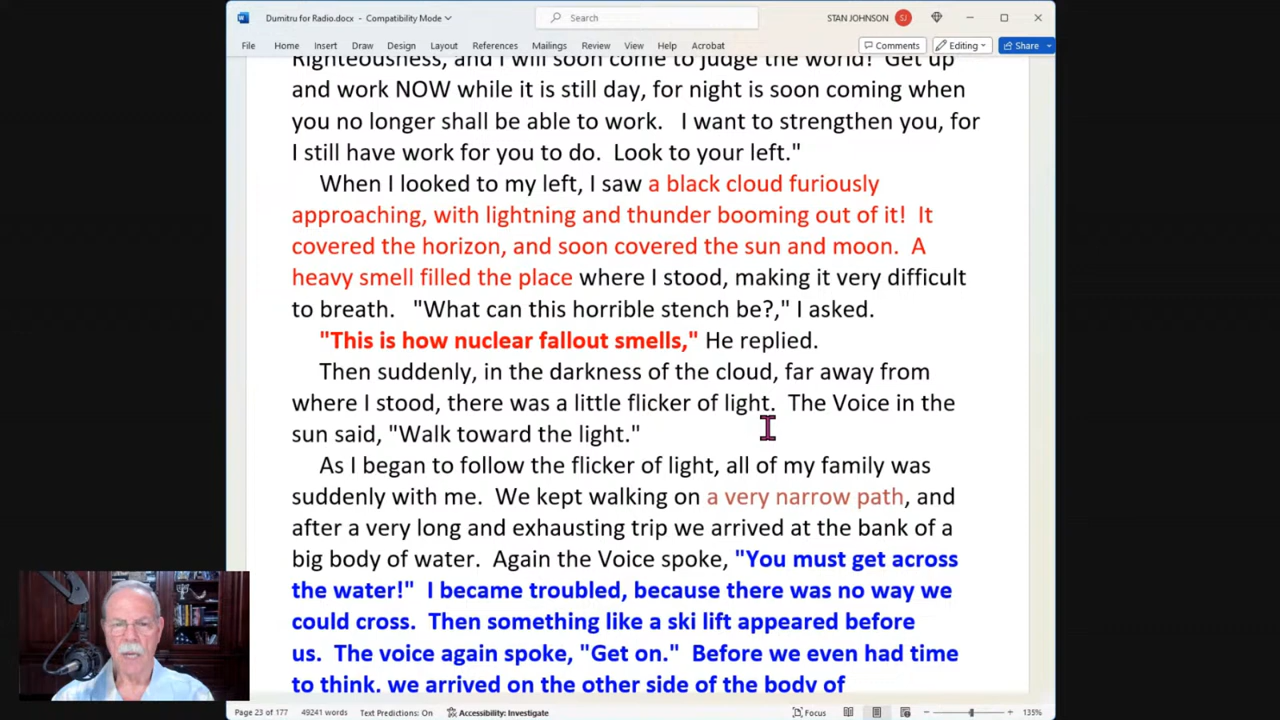 Dumitru for Radio.docx - Compatibility Mode
Search
STAN JOHNSON SJ
File Home Insert Draw Design Layout References Mailings Review View Help Acrobat Comments Editing Share
Righteousness, and I will soon come to judge the world! Get up
and work NOW while it is still day, for night is soon coming when
you no longer shall be able to work. I want to strengthen you, for
I still have work for you to do. Look to your left."
When I looked to my left, I saw a black cloud furiously
approaching, with lightning and thunder booming out of it! It
covered the horizon, and soon covered the sun and moon. A
heavy smell filled the place where I stood, making it very difficult
to breath. "What can this horrible stench be?," I asked.
"This is how nuclear fallout smells," He replied.
Then suddenly, in the darkness of the cloud, far away from
where I stood, there was a little flicker of light. The Voice in the
sun said, "Walk toward the light."
As I began to follow the flicker of light, all of my family was
suddenly with me. We kept walking on a very narrow path, and
after a very long and exhausting trip we arrived at the bank of a
big body of water. Again the Voice spoke, "You must get across
the water!" I became troubled, because there was no way we
could cross. Then something like a ski lift appeared before
us. The voice again spoke, "Get on." Before we even had time
to think, we arrived on the other side of the body of
Page 23 of 177 49241 words Text Predictions: On Accessibility: Investigate Focus 135%